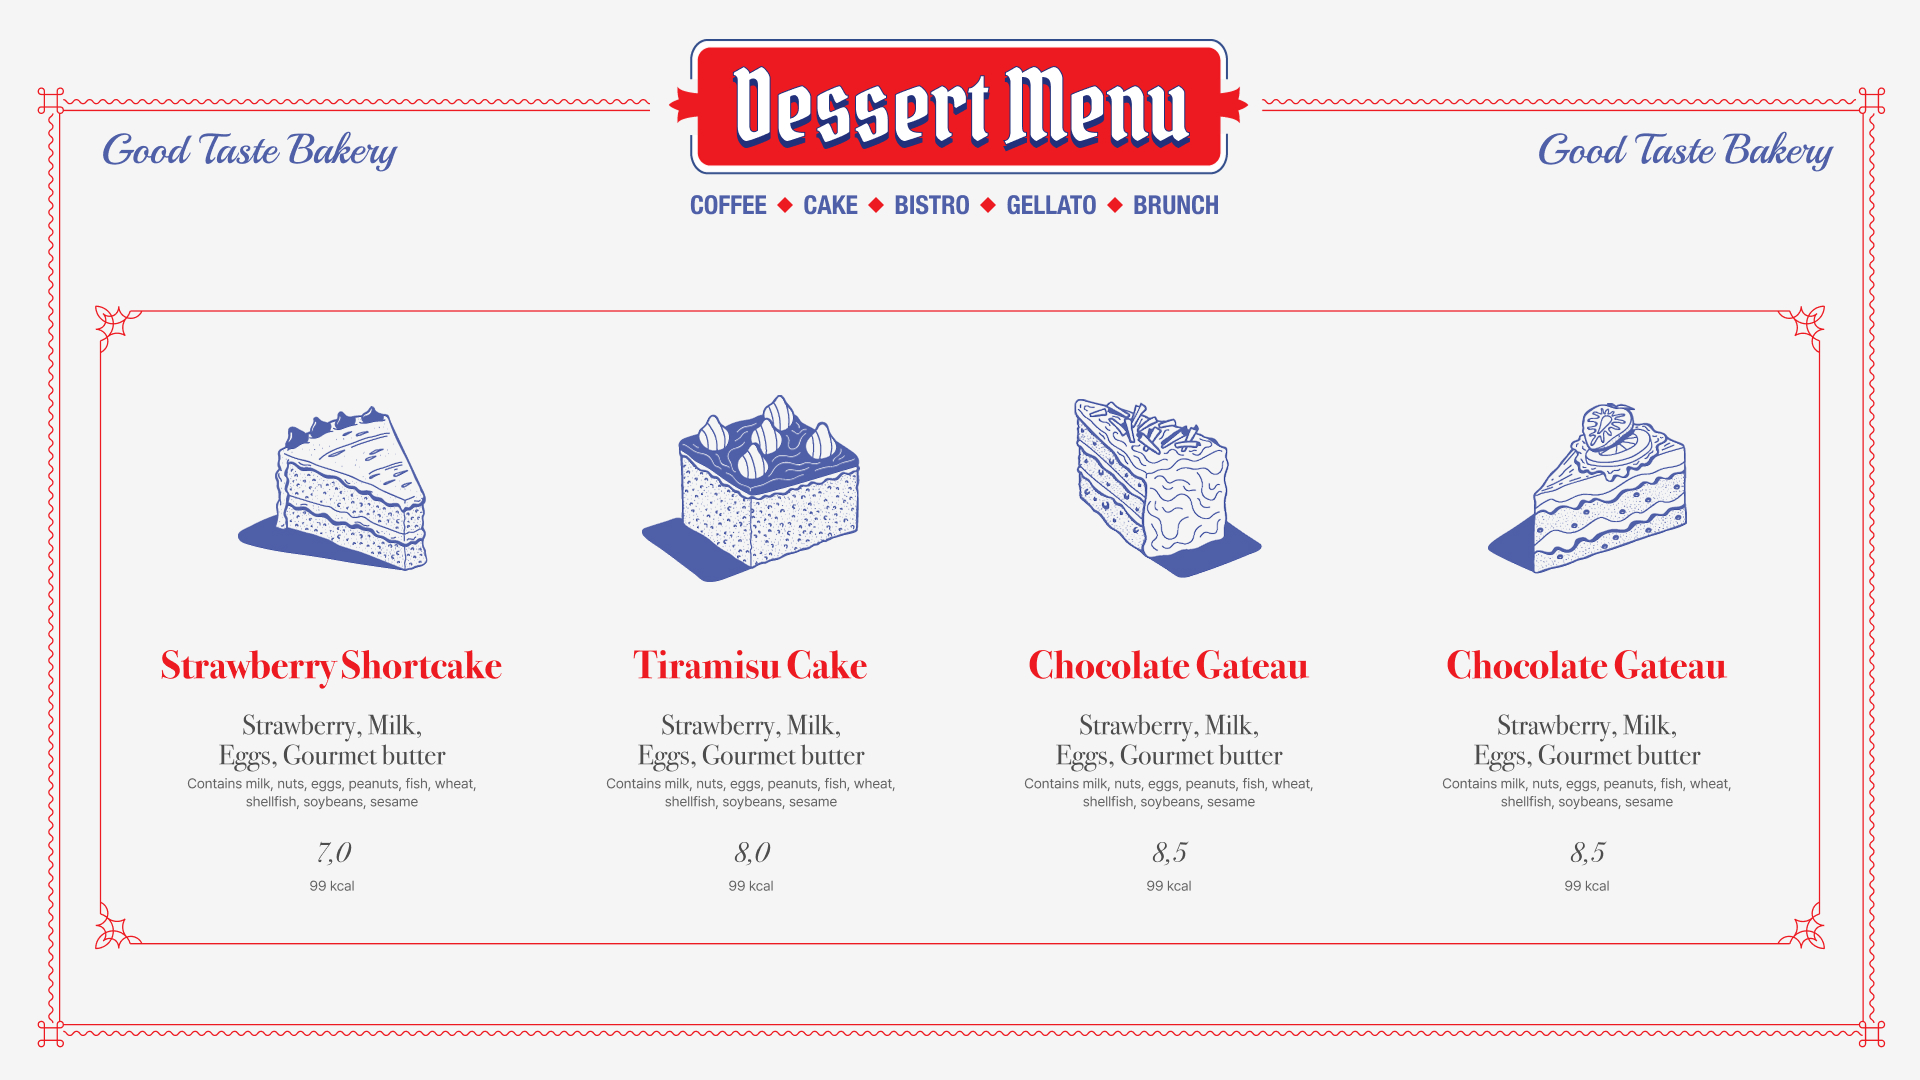 Dessert Menu
Good Taste Bakery
Good Taste Bakery
COFFEE ◆ CAKE ◆ BISTRO ◆ GELLATO ◆ BRUNCH
Strawberry Shortcake
Strawberry, Milk,
Eggs, Gourmet butter
Contains milk, nuts, eggs, peanuts, fish, wheat,
shellfish, soybeans, sesame
7,0
99 kcal
Tiramisu Cake
Strawberry, Milk,
Eggs, Gourmet butter
Contains milk, nuts, eggs, peanuts, fish, wheat,
shellfish, soybeans, sesame
8,0
99 kcal
Chocolate Gateau
Strawberry, Milk,
Eggs, Gourmet butter
Contains milk, nuts, eggs, peanuts, fish, wheat,
shellfish, soybeans, sesame
8,5
99 kcal
Chocolate Gateau
Strawberry, Milk,
Eggs, Gourmet butter
Contains milk, nuts, eggs, peanuts, fish, wheat,
shellfish, soybeans, sesame
8,5
99 kcal